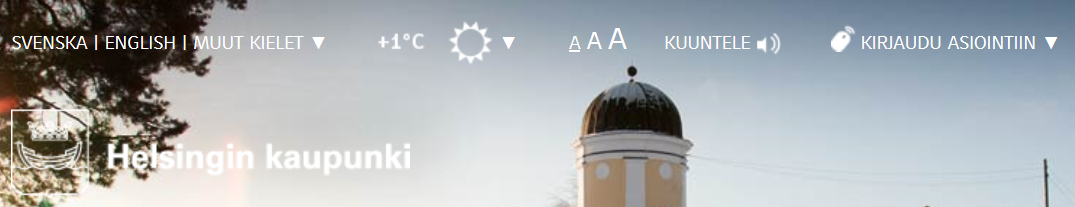 SVENSKA | ENGLISH | MUUT KIELET ▼ +1°C ▼ A A A KUUNTELE KIRJAUDU ASIOINTIIN ▼
Helsingin kaupunki